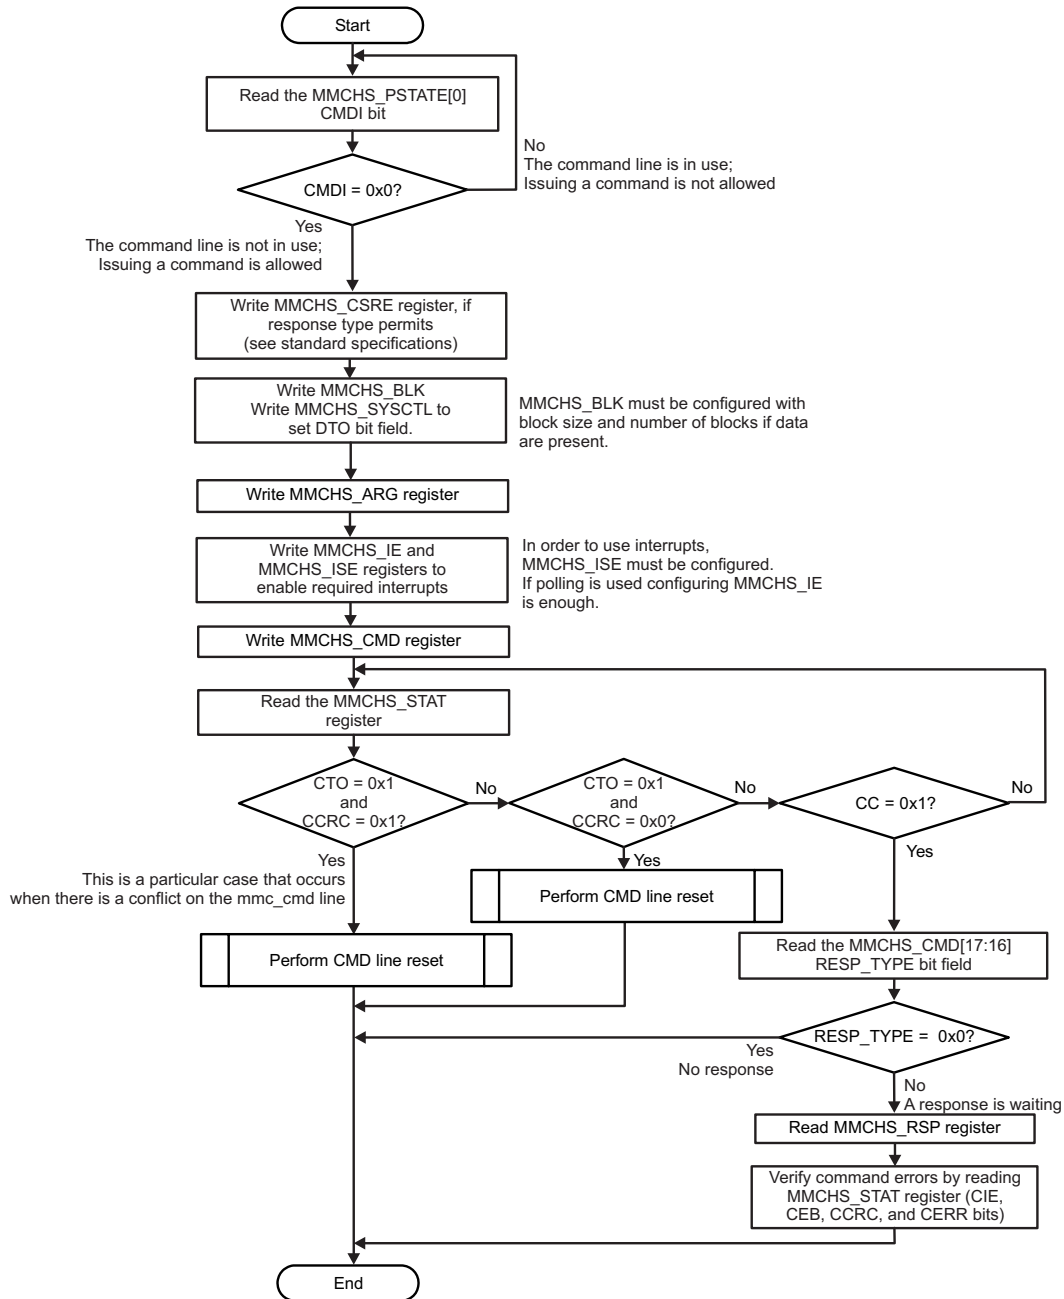 Start
Read the MMCHS_PSTATE[0]
CMDI bit
No
The command line is in use;
Issuing a command is not allowed
CMDI = 0x0?
Yes
The command line is not in use;
Issuing a command is allowed
Write MMCHS_CSRE register, if
response type permits
(see standard specifications)
Write MMCHS_BLK
Write MMCHS_SYSCTL to
set DTO bit field.
MMCHS_BLK must be configured with
block size and number of blocks if data
are present.
Write MMCHS_ARG register
Write MMCHS_IE and
MMCHS_ISE registers to
enable required interrupts
In order to use interrupts,
MMCHS_ISE must be configured.
If polling is used configuring MMCHS_IE
is enough.
Write MMCHS_CMD register
Read the MMCHS_STAT
register
CTO = 0x1
and
CCRC = 0x1?
No
CTO = 0x1
and
CCRC = 0x0?
No
CC = 0x1?
No
Yes
This is a particular case that occurs
when there is a conflict on the mmc_cmd line
Yes
Yes
Perform CMD line reset
Perform CMD line reset
Read the MMCHS_CMD[17:16]
RESP_TYPE bit field
RESP_TYPE = 0x0?
Yes
No response
No
A response is waiting
Read MMCHS_RSP register
Verify command errors by reading
MMCHS_STAT register (CIE,
CEB, CCRC, and CERR bits)
End